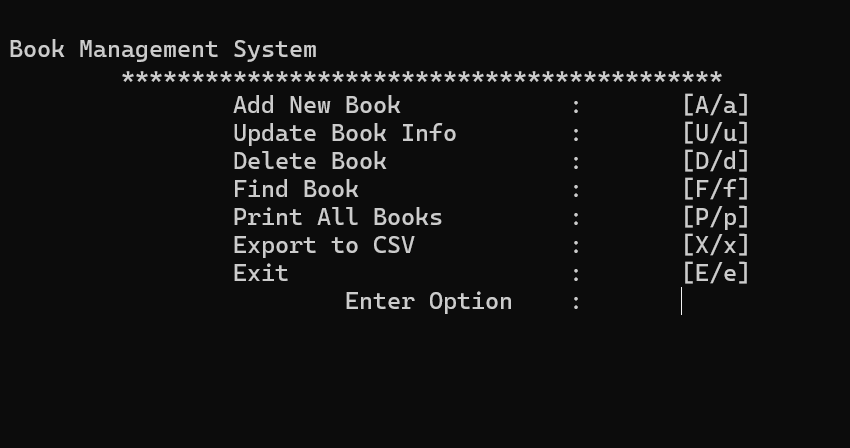 Book Management System
*******************************************
Add New Book : [A/a]
Update Book Info : [U/u]
Delete Book : [D/d]
Find Book : [F/f]
Print All Books : [P/p]
Export to CSV : [X/x]
Exit : [E/e]
Enter Option :